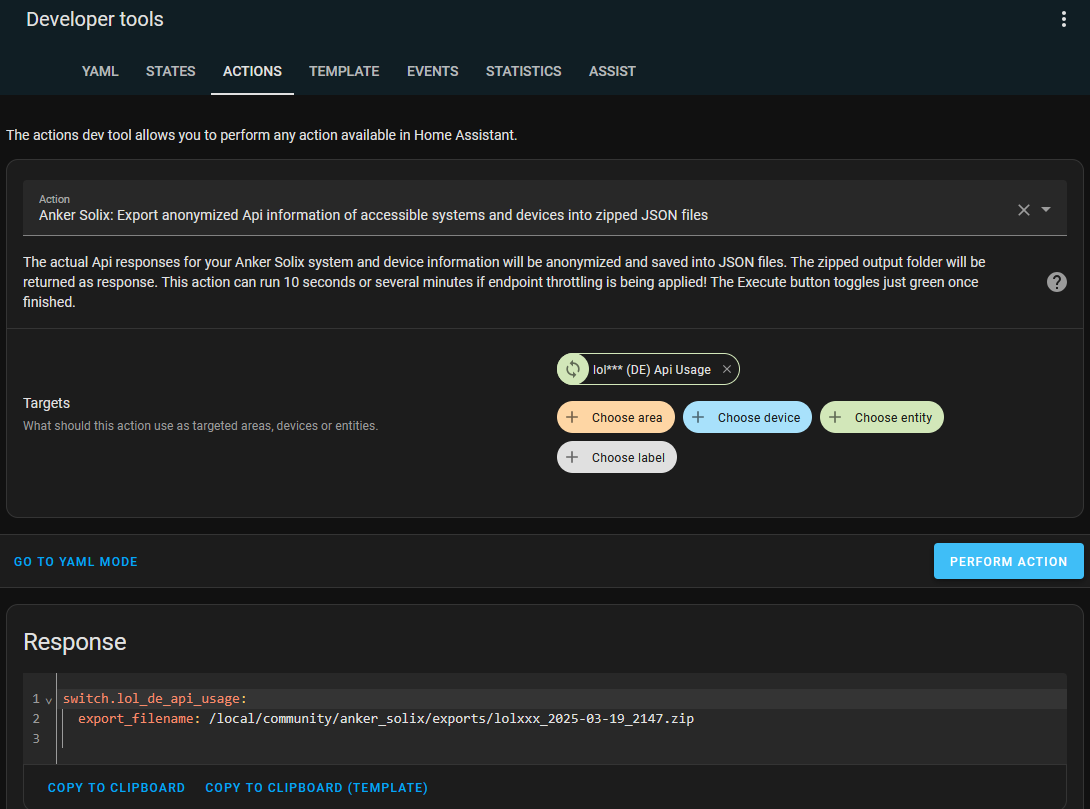 Developer tools
YAML STATES ACTIONS TEMPLATE EVENTS STATISTICS ASSIST
The actions dev tool allows you to perform any action available in Home Assistant.
Action
Anker Solix: Export anonymized Api information of accessible systems and devices into zipped JSON files
The actual Api responses for your Anker Solix system and device information will be anonymized and saved into JSON files. The zipped output folder will be
returned as response. This action can run 10 seconds or several minutes if endpoint throttling is being applied! The Execute button toggles just green once
finished.
lol*** (DE) Api Usage
Targets
What should this action use as targeted areas, devices or entities.
Choose area Choose device Choose entity
Choose label
GO TO YAML MODE
PERFORM ACTION
Response
1 switch.lol_de_api_usage:
2 export_filename: /local/community/anker_solix/exports/lolxxx_2025-03-19_2147.zip
3
COPY TO CLIPBOARD COPY TO CLIPBOARD (TEMPLATE)